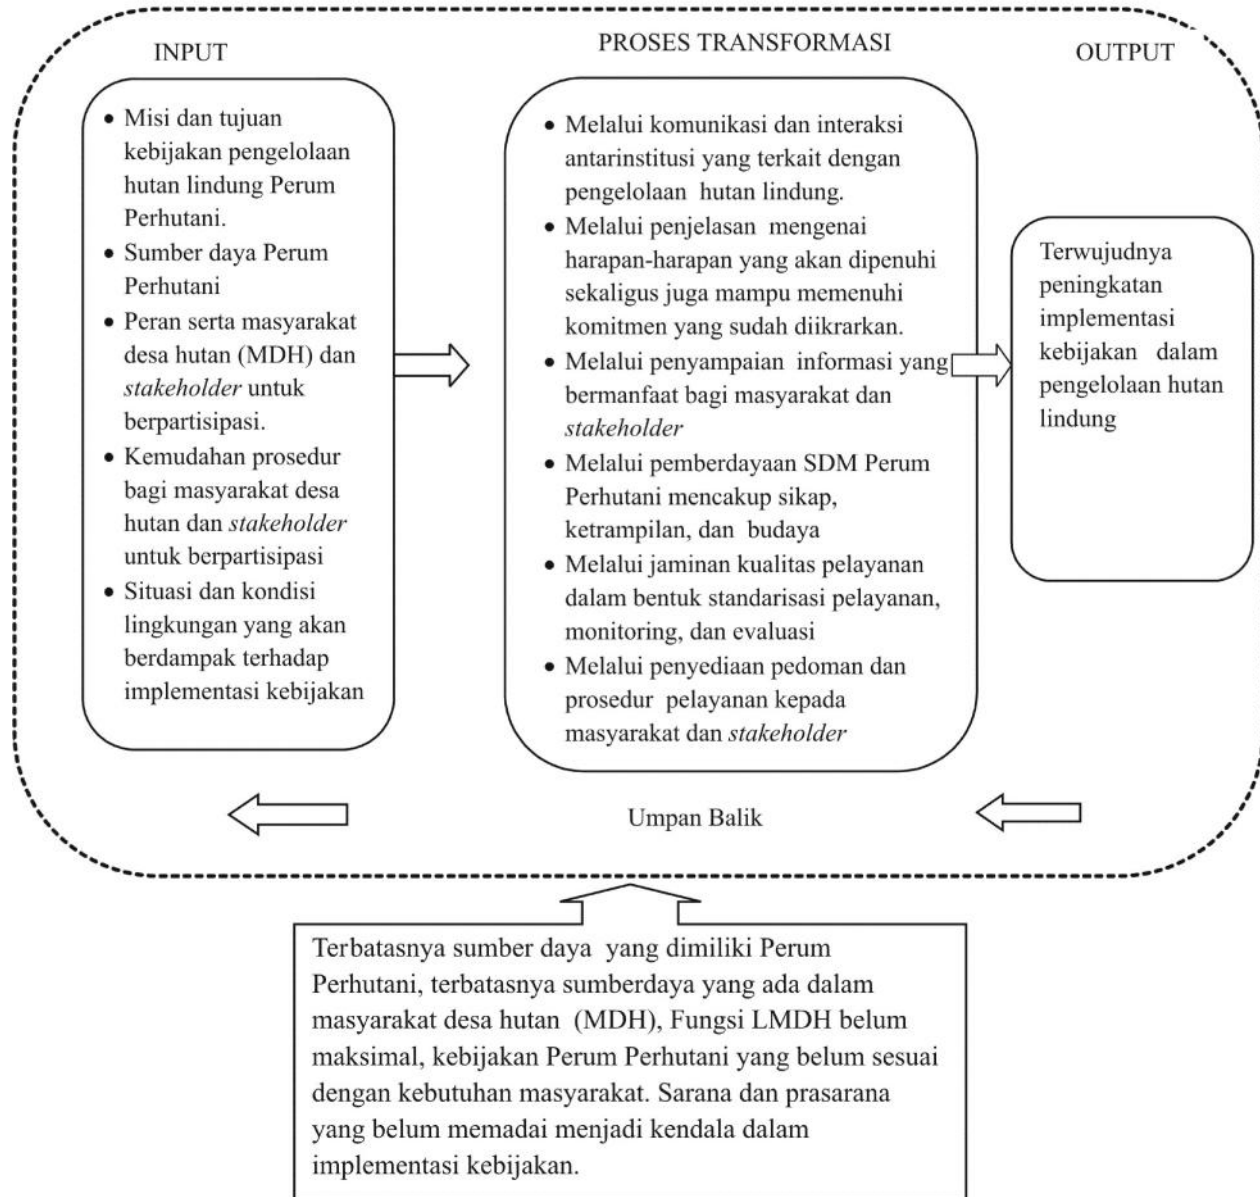 INPUT
PROSES TRANSFORMASI
OUTPUT
• Misi dan tujuan
kebijakan pengelolaan
hutan lindung Perum
Perhutani.
• Sumber daya Perum
Perhutani
• Peran serta masyarakat
desa hutan (MDH) dan
stakeholder untuk
berpartisipasi.
• Kemudahan prosedur
bagi masyarakat desa
hutan dan stakeholder
untuk berpartisipasi
• Situasi dan kondisi
lingkungan yang akan
berdampak terhadap
implementasi kebijakan
• Melalui komunikasi dan interaksi
antarinstitusi yang terkait dengan
pengelolaan hutan lindung.
• Melalui penjelasan mengenai
harapan-harapan yang akan dipenuhi
sekaligus juga mampu memenuhi
komitmen yang sudah diikrarkan.
• Melalui penyampaian informasi yang
bermanfaat bagi masyarakat dan
stakeholder
• Melalui pemberdayaan SDM Perum
Perhutani mencakup sikap,
ketrampilan, dan budaya
• Melalui jaminan kualitas pelayanan
dalam bentuk standarisasi pelayanan,
monitoring, dan evaluasi
• Melalui penyediaan pedoman dan
prosedur pelayanan kepada
masyarakat dan stakeholder
Terwujudnya
peningkatan
implementasi
kebijakan dalam
pengelolaan hutan
lindung
Umpan Balik
Terbatasnya sumber daya yang dimiliki Perum
Perhutani, terbatasnya sumberdaya yang ada dalam
masyarakat desa hutan (MDH), Fungsi LMDH belum
maksimal, kebijakan Perum Perhutani yang belum sesuai
dengan kebutuhan masyarakat. Sarana dan prasarana
yang belum memadai menjadi kendala dalam
implementasi kebijakan.